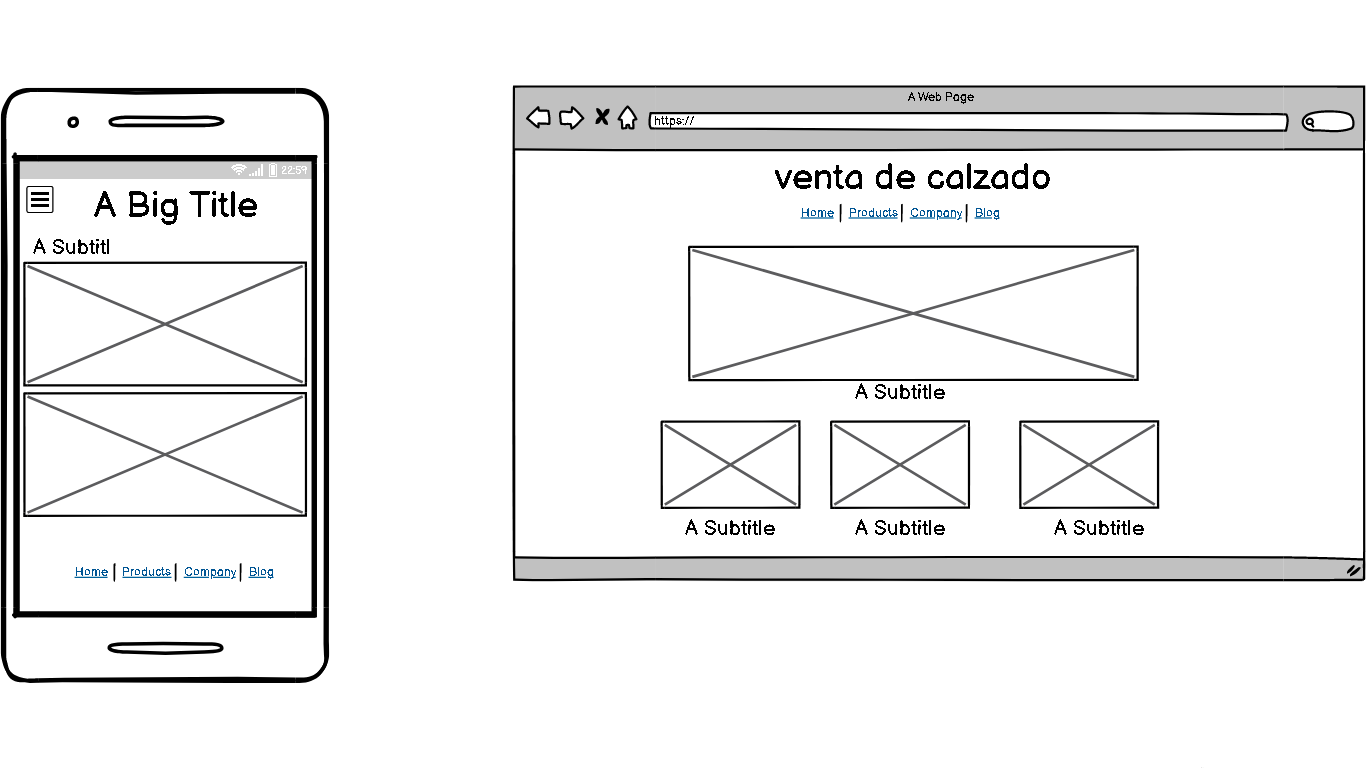 22:59
A Big Title
A Subtitl
Home | Products | Company | Blog
A Web Page
https://
venta de calzado
Home | Products | Company | Blog
A Subtitle
A Subtitle
A Subtitle
A Subtitle